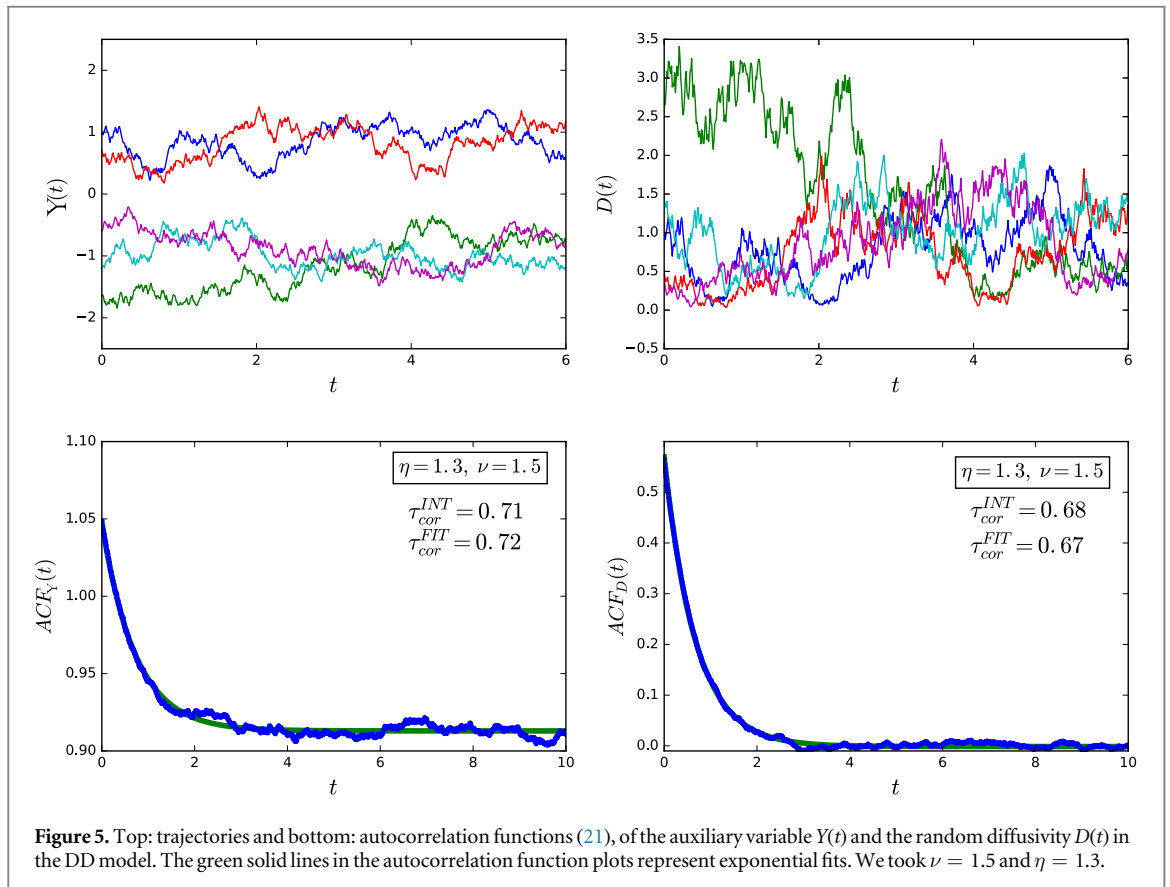 2
1
0
−1
−2
Y(t)
0
2
4
6
t
3.5
3.0
2.5
2.0
1.5
1.0
0.5
0.0
−0.5
D(t)
0
2
4
6
t
1.10
1.05
1.00
0.95
0.90
ACF_Y(t)
η=1.3, ν=1.5
τ_cor^INT=0.71
τ_cor^FIT=0.72
0
2
4
6
8
10
t
0.5
0.4
0.3
0.2
0.1
0.0
ACF_D(t)
η=1.3, ν=1.5
τ_cor^INT=0.68
τ_cor^FIT=0.67
0
2
4
6
8
10
t
Figure 5. Top: trajectories and bottom: autocorrelation functions (21), of the auxiliary variable Y(t) and the random diffusivity D(t) in
the DD model. The green solid lines in the autocorrelation function plots represent exponential fits. We took ν = 1.5 and η = 1.3.